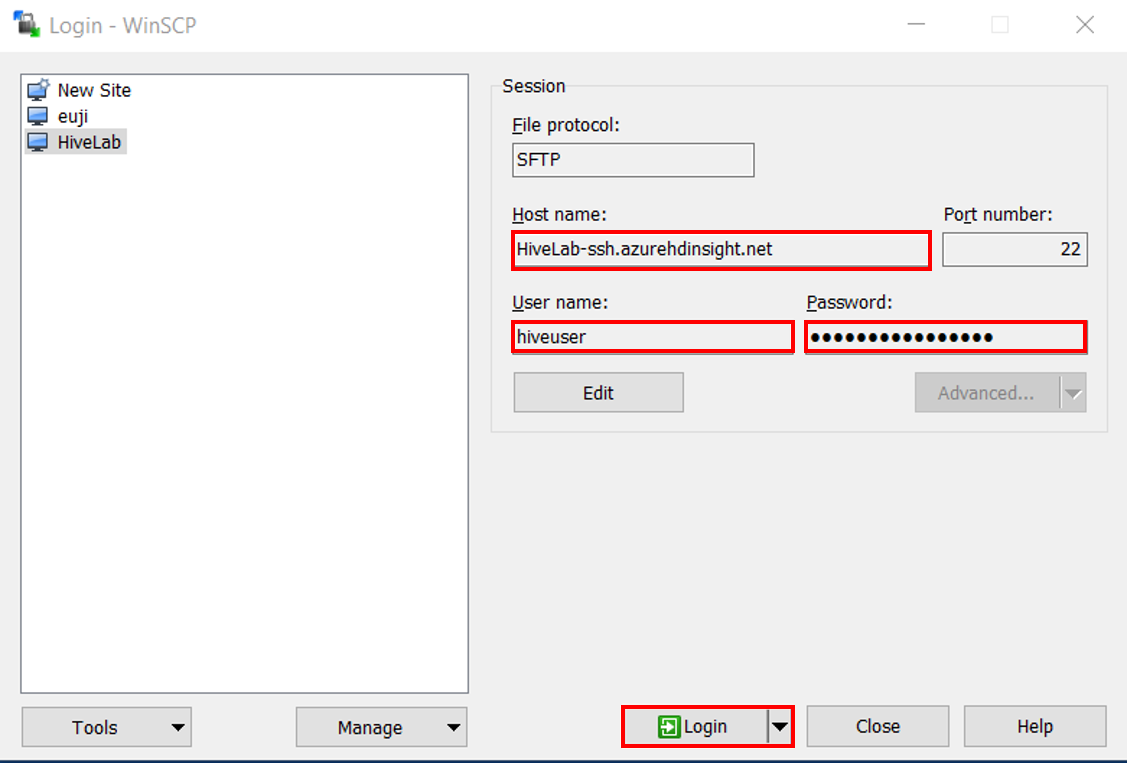 Login - WinSCP
New Site
euji
HiveLab
Session
File protocol:
SFTP
Host name:
Port number:
HiveLab-ssh.azurehdinsight.net
22
User name:
Password:
hiveuser
●●●●●●●●●●●●●●●●
Edit
Advanced...
Tools
Manage
Login
Close
Help